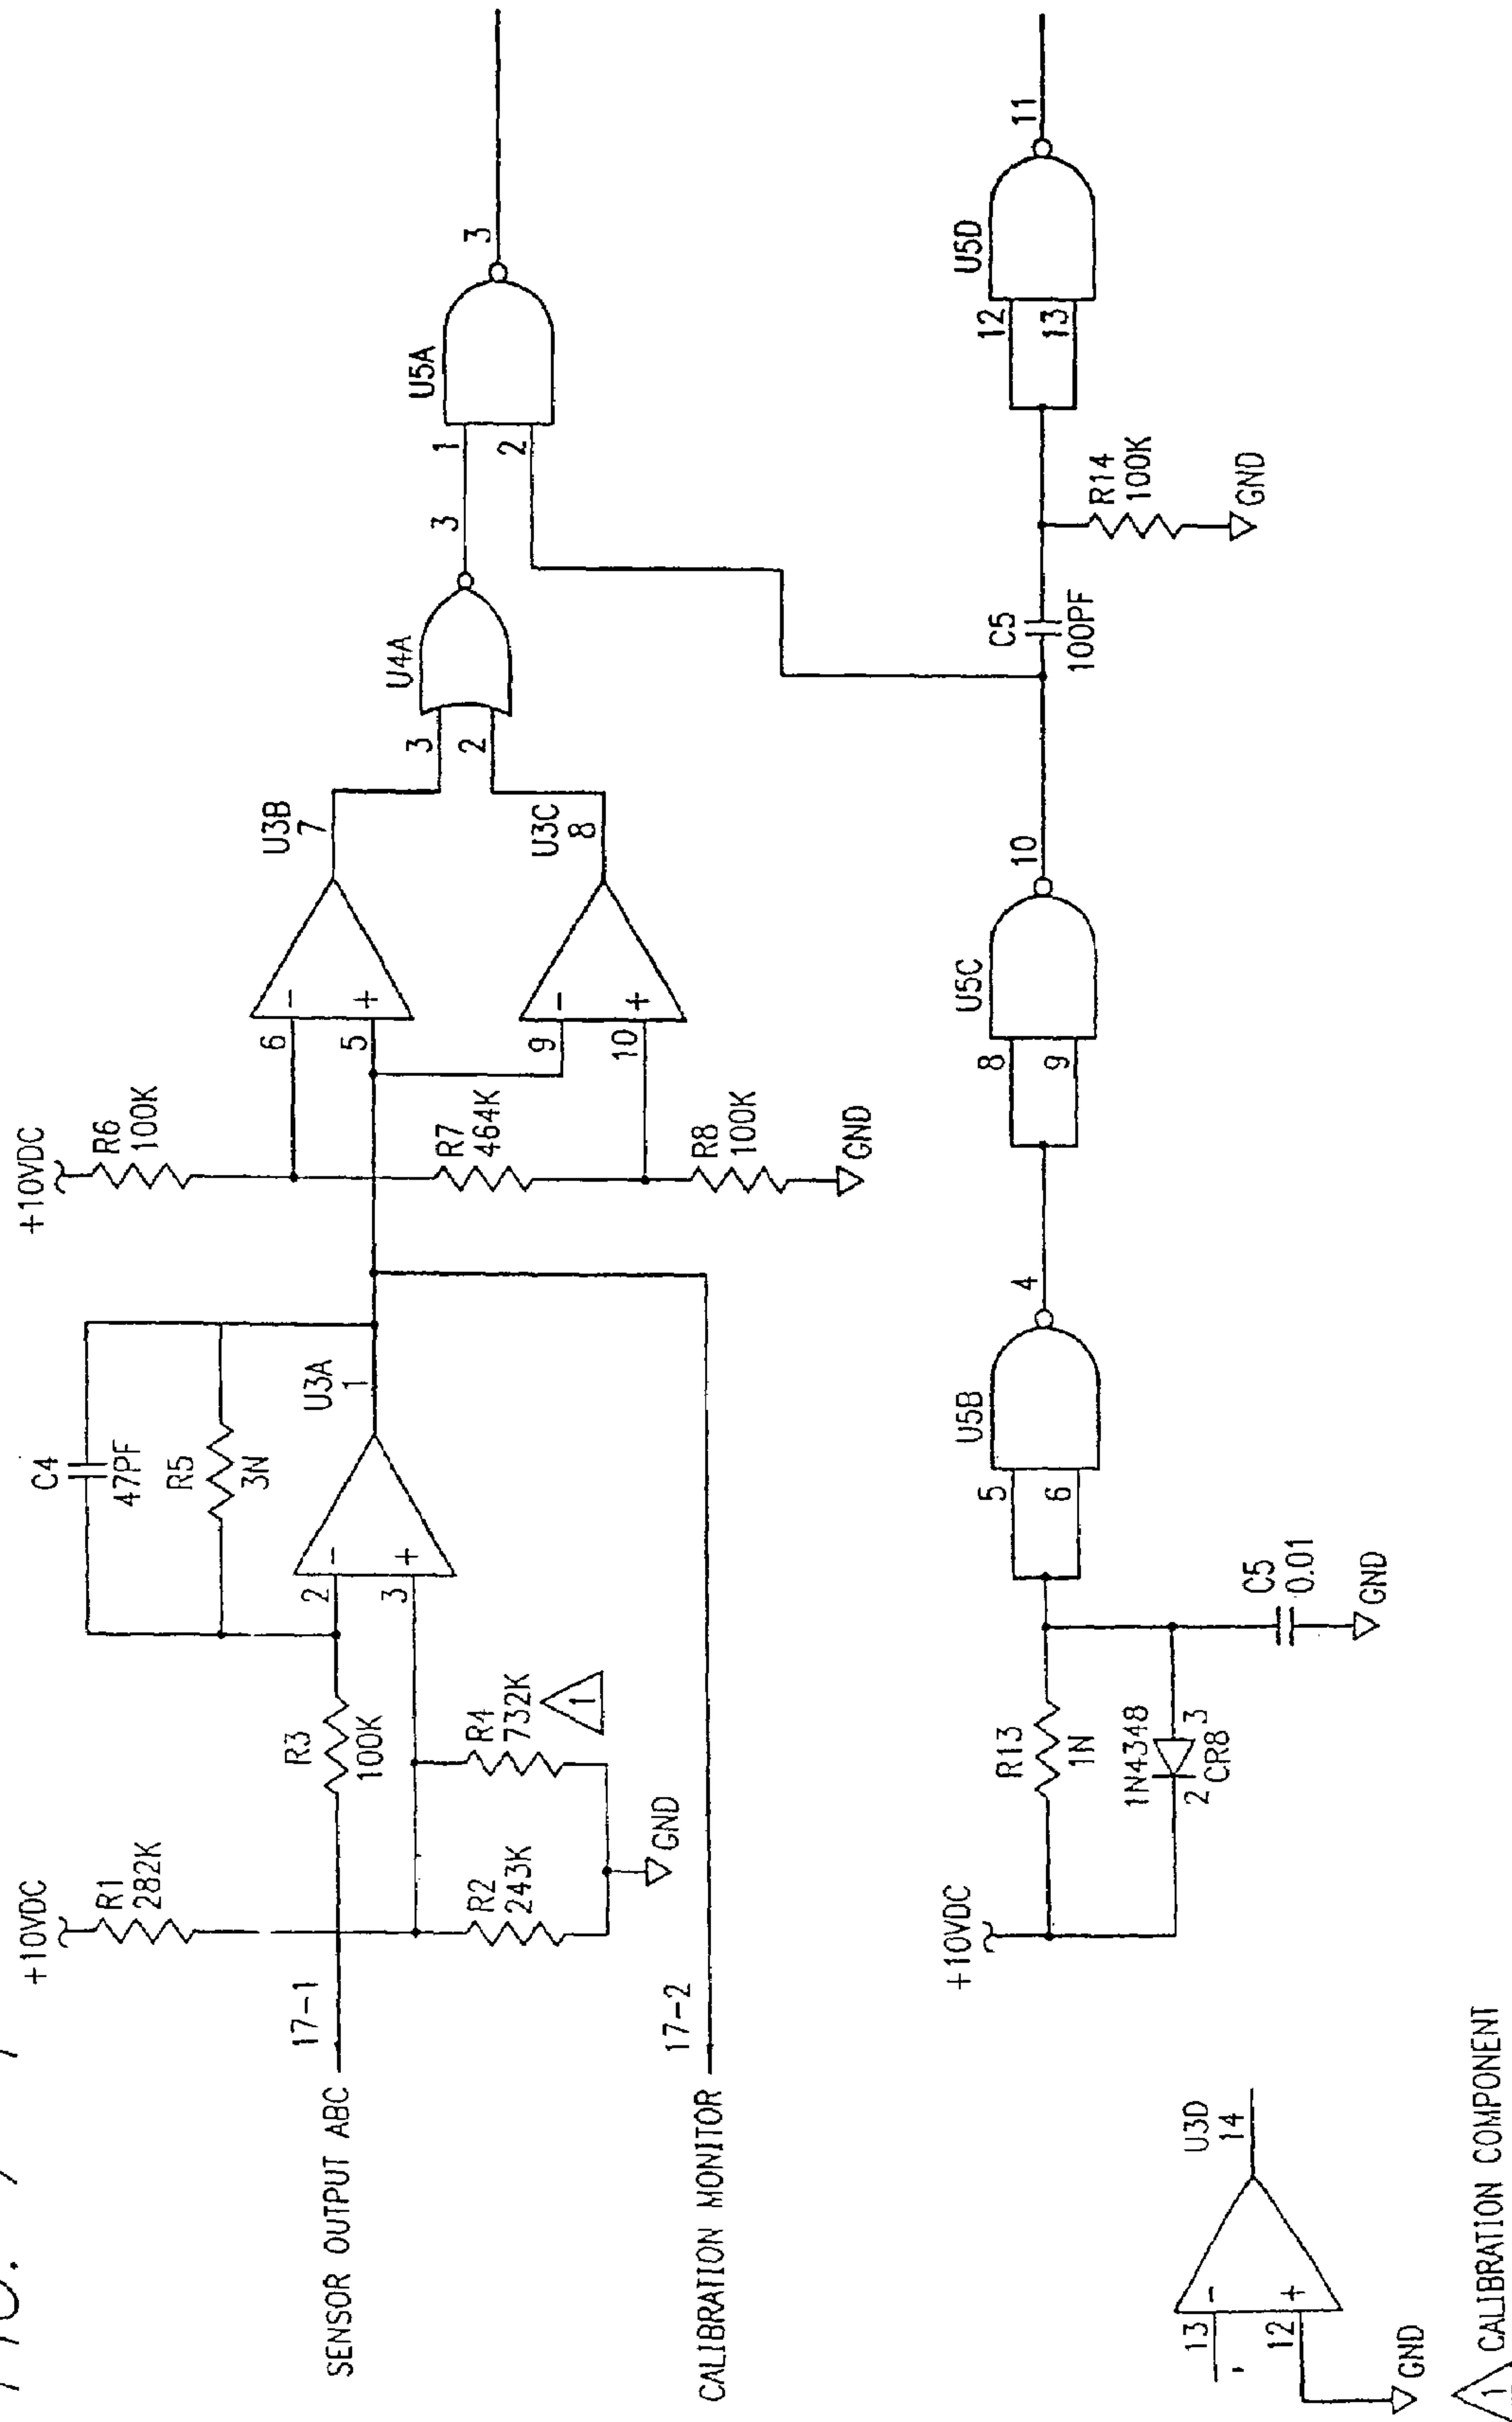 +10VDC
R1
282K
17-1
SENSOR OUTPUT ABC
R3
100K
R2
243K
R4
732K
1
GND
C4
47PF
R5
3N
2
3
-
+
U3A
1
17-2
CALIBRATION MONITOR
+10VDC
R6
100K
R7
464K
R8
100K
GND
6
5
-
+
U3B
7
9
10
-
+
U3C
8
3
2
U4A
3
1
2
U5A
3
+10VDC
R13
1N
1N4348
2
3
CR8
C5
0.01
GND
5
6
U5B
4
8
9
U5C
10
C5
100PF
R14
100K
GND
12
13
U5D
11
13
12
-
+
U3D
14
GND
1
CALIBRATION COMPONENT